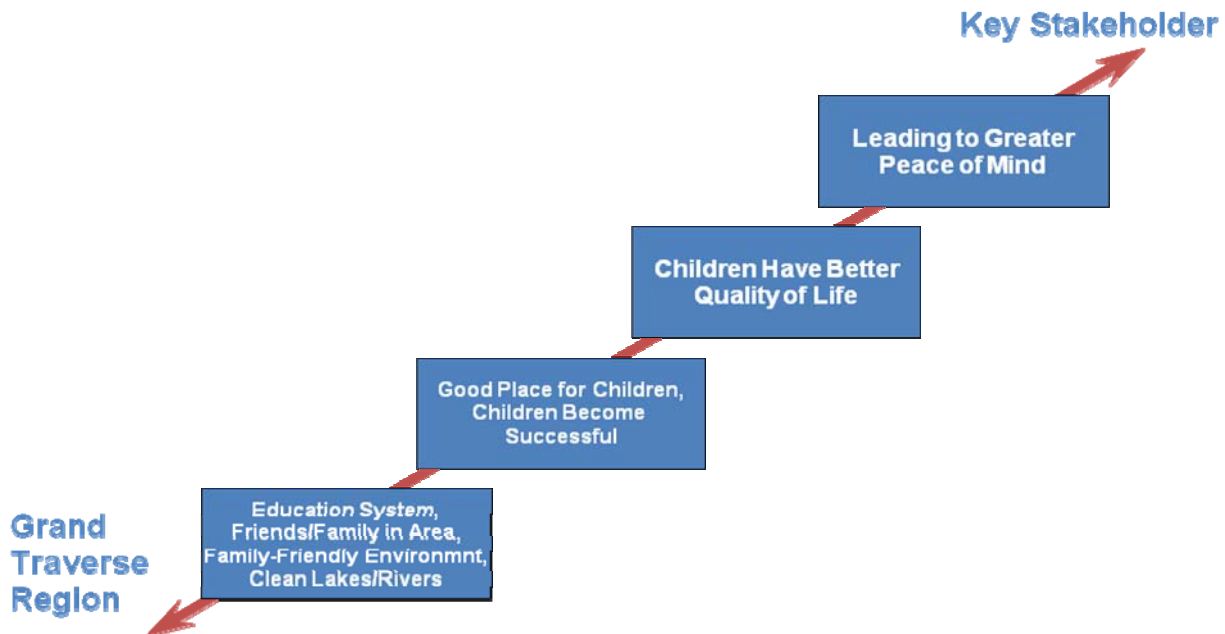 Key Stakeholder
Leading to Greater
Peace of Mind
Children Have Better
Quality of Life
Good Place for Children,
Children Become
Successful
Education System,
Friends/Family in Area,
Family-Friendly Environmnt,
Clean Lakes/Rivers
Grand
Traverse
Region